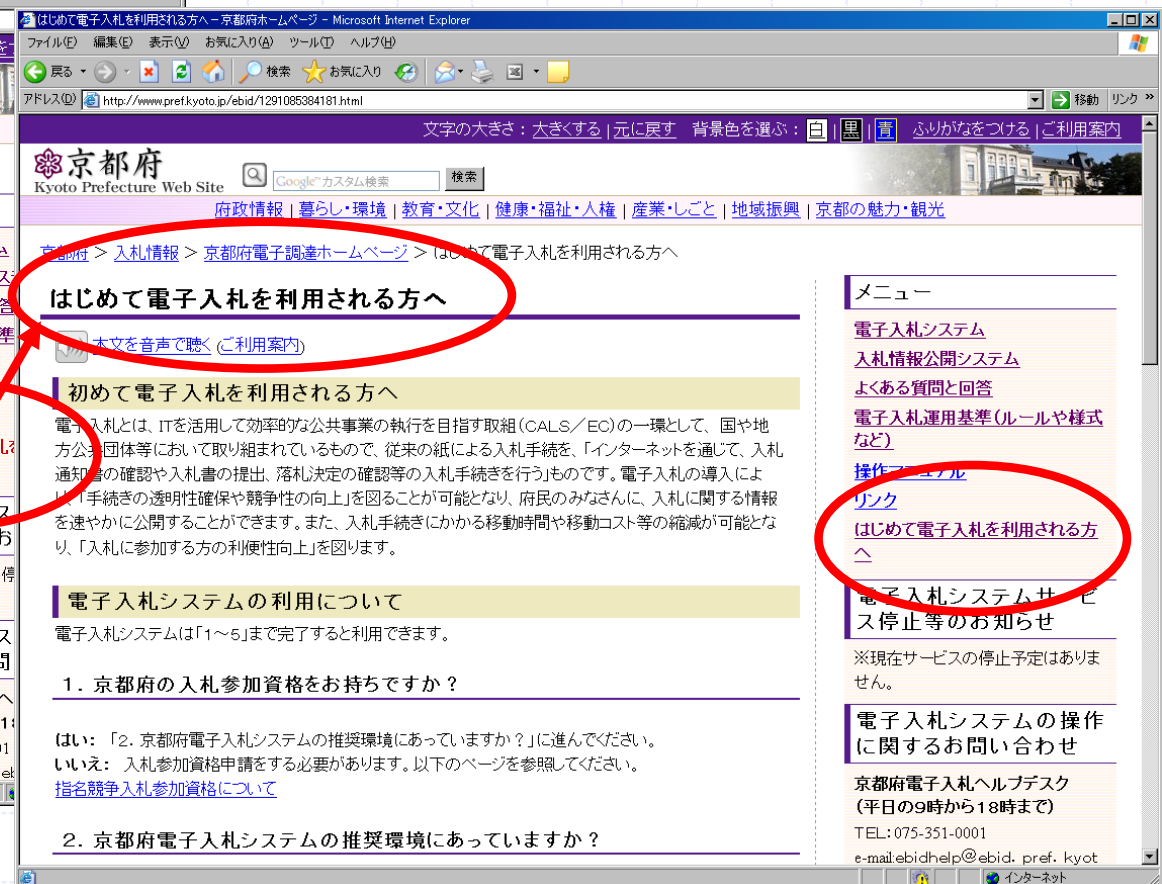 はじめて電子入札を利用される方へ－京都府ホームページ - Microsoft Internet Explorer
ファイル(F) 編集(E) 表示(V) お気に入り(A) ツール(T) ヘルプ(H)
戻る 検索 お気に入り
アドレス(D) http://www.pref.kyoto.jp/ebid/1291085384181.html 移動 リンク »
文字の大きさ：大きくする | 元に戻す 背景色を選ぶ：白 | 黒 | 青 ふりがなをつける | ご利用案内
京都府
Kyoto Prefecture Web Site
Google™カスタム検索 検索
府政情報 | 暮らし・環境 | 教育・文化 | 健康・福祉・人権 | 産業・しごと | 地域振興 | 京都の魅力・観光
京都府 > 入札情報 > 京都府電子調達ホームページ > はじめて電子入札を利用される方へ
はじめて電子入札を利用される方へ
本文を音声で聴く (ご利用案内)
初めて電子入札を利用される方へ
電子入札とは、ITを活用して効率的な公共事業の執行を目指す取組(CALS／EC)の一環として、国や地
方公共団体等において取り組まれているもので、従来の紙による入札手続を、「インターネットを通じて、入札
通知書の確認や入札書の提出、落札決定の確認等の入札手続きを行う」ものです。電子入札の導入によ
り、「手続きの透明性確保や競争性の向上」を図ることが可能となり、府民のみなさんに、入札に関する情報
を速やかに公開することができます。また、入札手続きにかかる移動時間や移動コスト等の縮減が可能とな
り、「入札に参加する方の利便性向上」を図ります。
電子入札システムの利用について
電子入札システムは「1～5」まで完了すると利用できます。
1. 京都府の入札参加資格をお持ちですか？
はい： 「2. 京都府電子入札システムの推奨環境にあっていますか？」に進んでください。
いいえ： 入札参加資格申請をする必要があります。以下のページを参照してください。
指名競争入札参加資格について
2. 京都府電子入札システムの推奨環境にあっていますか？
メニュー
電子入札システム
入札情報公開システム
よくある質問と回答
電子入札運用基準(ルールや様式
など)
操作マニュアル
リンク
はじめて電子入札を利用される方
へ
電子入札システムサービ
ス停止等のお知らせ
※現在サービスの停止予定はありま
せん。
電子入札システムの操作
に関するお問い合わせ
京都府電子入札ヘルプデスク
(平日の9時から18時まで)
TEL:075-351-0001
e-mail:ebidhelp@ebid. pref. kyot
インターネット